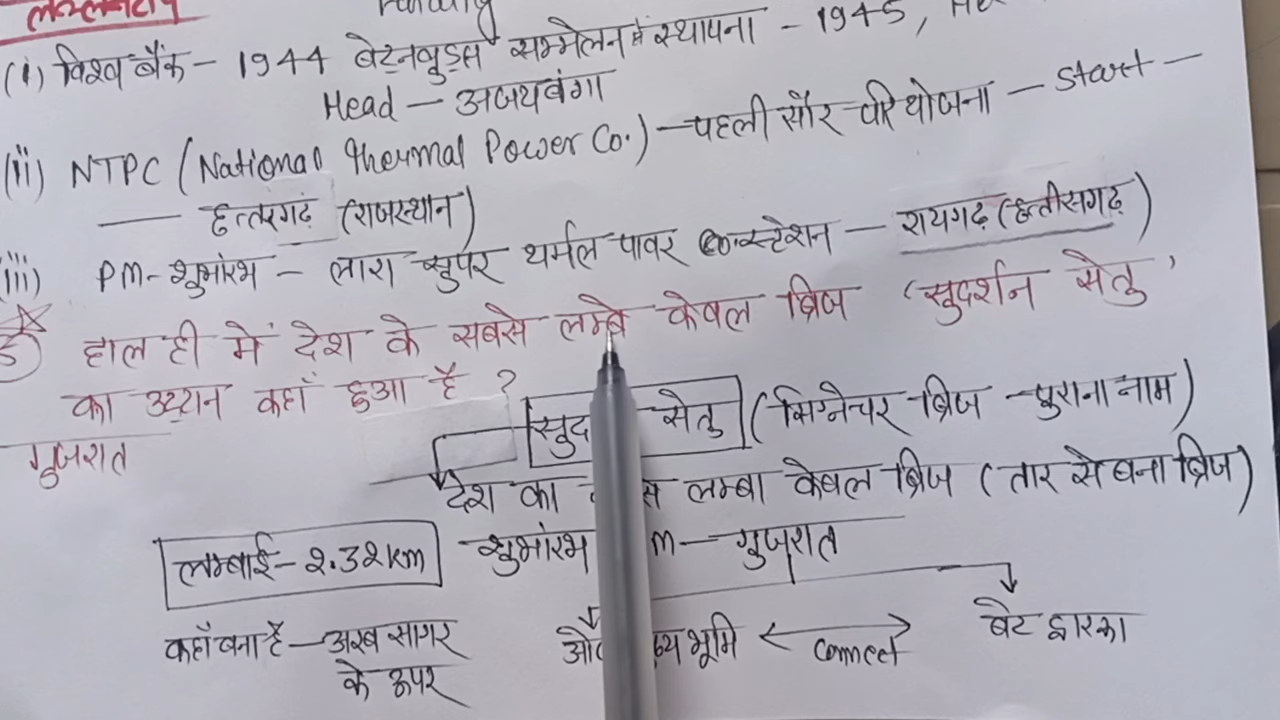 (i) विश्व बैंक – 1944 ब्रेटनवुड्स सम्मेलन में स्थापना – 1945,
Head – अजय बंगा
(ii) NTPC (National Thermal Power Co.) – पहली सौर परियोजना – Start –
— छत्तरगढ़ (राजस्थान)
(iii) PM-शुभारंभ – लारा सुपर थर्मल पावर स्टेशन – रायगढ़ (छत्तीसगढ़)
हाल ही में देश के सबसे लम्बे केबल ब्रिज 'सुदर्शन सेतु'
का उद्घाटन कहाँ हुआ है ?
गुजरात
सेतु (सिग्नेचर ब्रिज – पुराना नाम)
देश का लम्बा केबल ब्रिज (तार से बना ब्रिज)
लम्बाई – 2.32 km शुभारंभ – गुजरात
कहाँ बना है – अरब सागर भूमि connect बेट द्वारका
के ऊपर